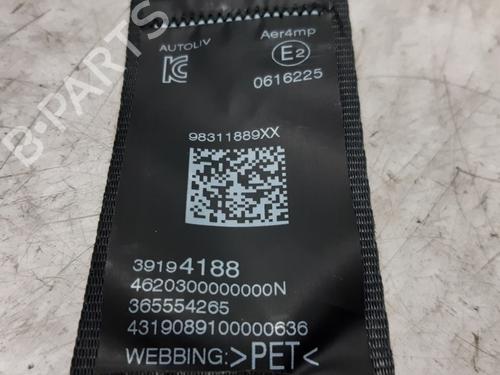 AUTOLIV
Aer4mp
E2
0616225
98311889XX
39194188
4620300000000N
365554265
4319089100000636
WEBBING:>PET<
B-PARTS